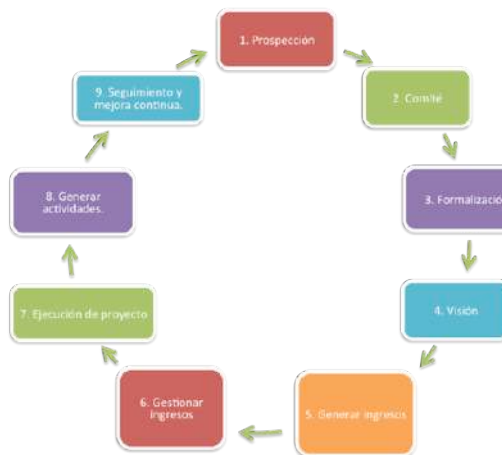 1. Prospección
2. Comité
3. Formalizació
4. Visión
5. Generar ingresos
6. Gestionar
Ingresos
7. Ejecución de proyecto
8. Generar
actividades.
9. Seguimiento y
mejora continua.